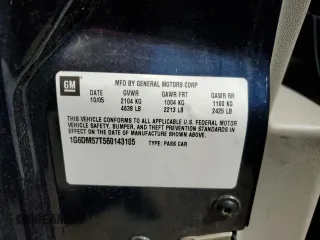 GM
MFD BY GENERAL MOTORS CORP
DATE GVWR GAWR FRT GAWR RR
10/05 2104 KG 1004 KG 1100 KG
4638 LB 2213 LB 2425 LB
THIS VEHICLE CONFORMS TO ALL APPLICABLE U.S. FEDERAL MOTOR
VEHICLE SAFETY, BUMPER, AND THEFT PREVENTION STANDARDS IN
EFFECT ON THE DATE OF MANUFACTURE SHOWN ABOVE.
1G6DM57T560143105 TYPE: PASS CAR